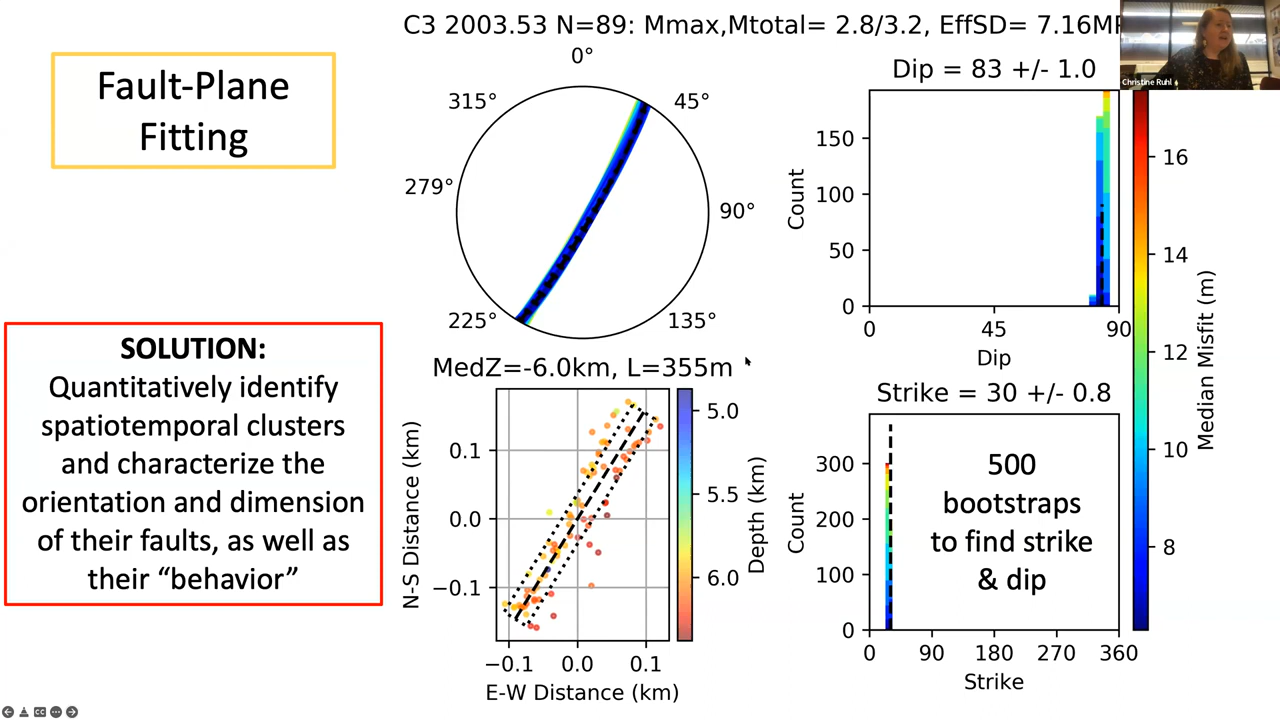 C3 2003.53 N=89: Mmax,Mtotal= 2.8/3.2, EffSD= 7.16M
Christine Ruhl
Fault-Plane
Fitting
SOLUTION:
Quantitatively identify
spatiotemporal clusters
and characterize the
orientation and dimension
of their faults, as well as
their “behavior”
0°
315°
45°
279°
90°
225°
135°
MedZ=-6.0km, L=355m
N-S Distance (km)
0.1
0.0
−0.1
−0.1
0.0
0.1
E-W Distance (km)
5.0
5.5
6.0
Depth (km)
Dip = 83 +/- 1.0
Count
150
100
50
0
0
45
90
Dip
Strike = 30 +/- 0.8
Count
300
200
100
0
500
bootstraps
to find strike
& dip
0
90
180
270
360
Strike
16
14
12
10
8
Median Misfit (m)